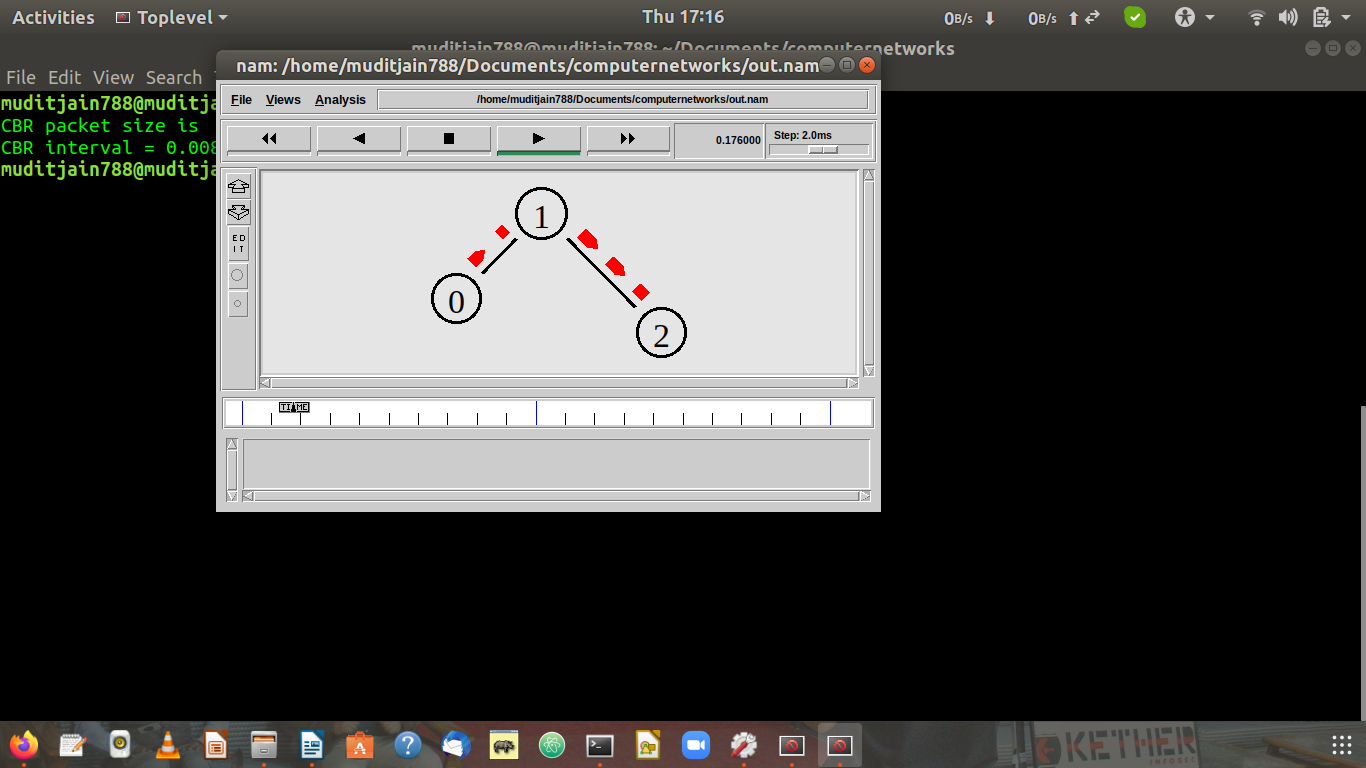 Activities Toplevel Thu 17:16 0B/s 0B/s
muditjain788@muditjain788: ~/Documents/computernetworks
nam: /home/muditjain788/Documents/computernetworks/out.nam
File Edit View Search
File Views Analysis /home/muditjain788/Documents/computernetworks/out.nam
muditjain788@muditja
CBR packet size is
CBR interval = 0.008
muditjain788@muditja
0.176000 Step: 2.0ms
ED
IT
1
0
2
TIME
KETHER